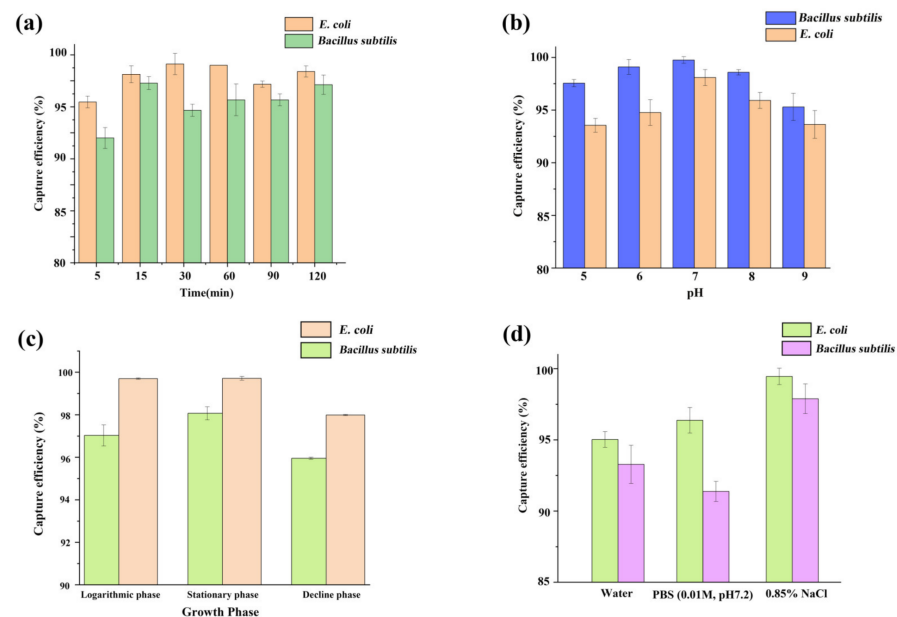 (a)
E. coli
Bacillus subtilis
Capture efficiency (%)
100
95
90
85
80
5 15 30 60 90 120
Time(min)
(b)
Bacillus subtilis
E. coli
Capture efficiency (%)
100
95
90
85
80
5 6 7 8 9
pH
(c)
E. coli
Bacillus subtilis
Capture efficiency (%)
100
98
96
94
92
90
Logarithmic phase Stationary phase Decline phase
Growth Phase
(d)
E. coli
Bacillus subtilis
Capture efficiency (%)
100
95
90
85
Water PBS (0.01M, pH7.2) 0.85% NaCl